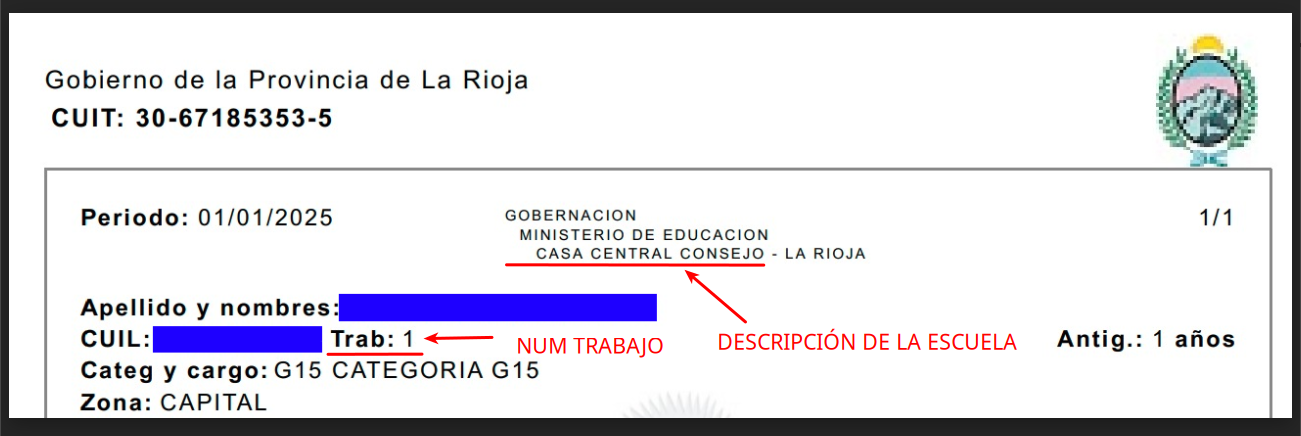 Gobierno de la Provincia de La Rioja
CUIT: 30-67185353-5
Periodo: 01/01/2025
GOBERNACION
MINISTERIO DE EDUCACION
CASA CENTRAL CONSEJO - LA RIOJA
1/1
Apellido y nombres:
CUIL: Trab: 1
NUM TRABAJO
DESCRIPCIÓN DE LA ESCUELA
Antig.: 1 años
Categ y cargo: G15 CATEGORIA G15
Zona: CAPITAL